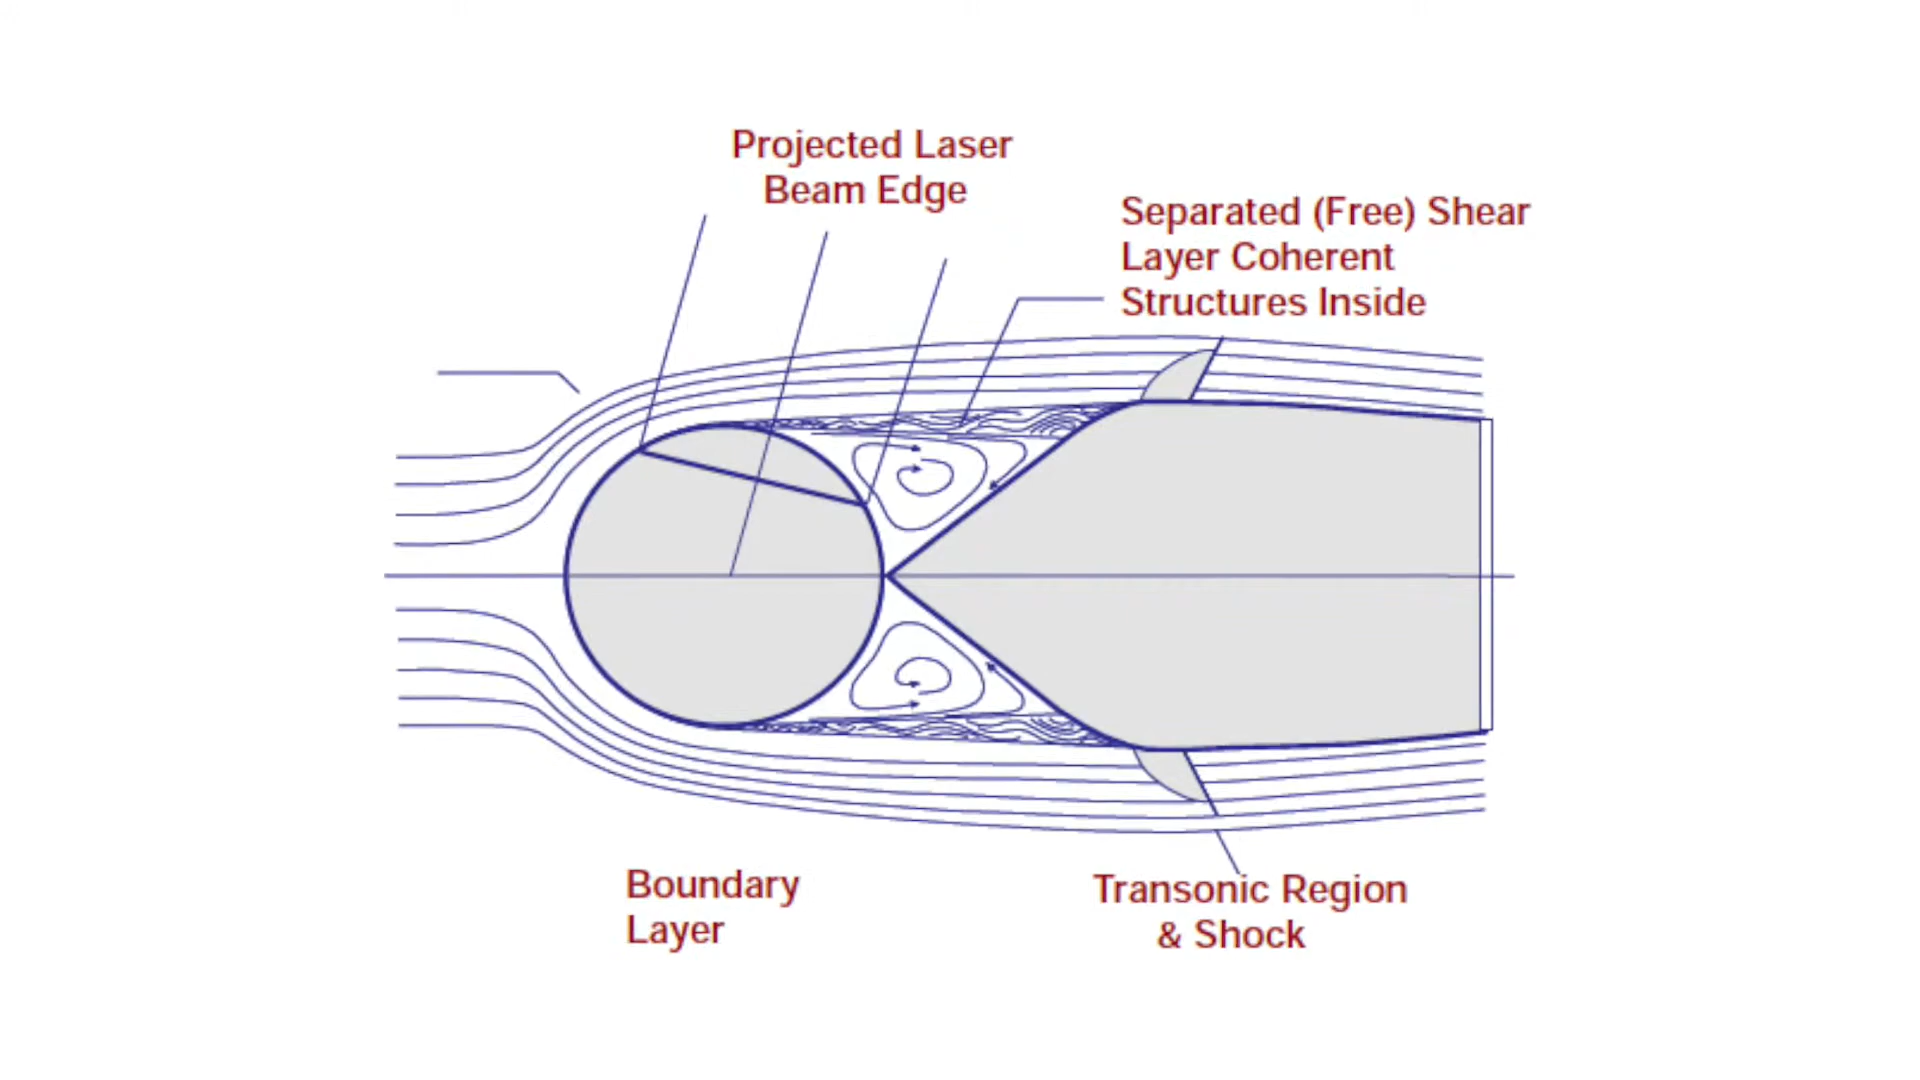 Projected Laser
Beam Edge
Separated (Free) Shear
Layer Coherent
Structures Inside
Boundary
Layer
Transonic Region
& Shock